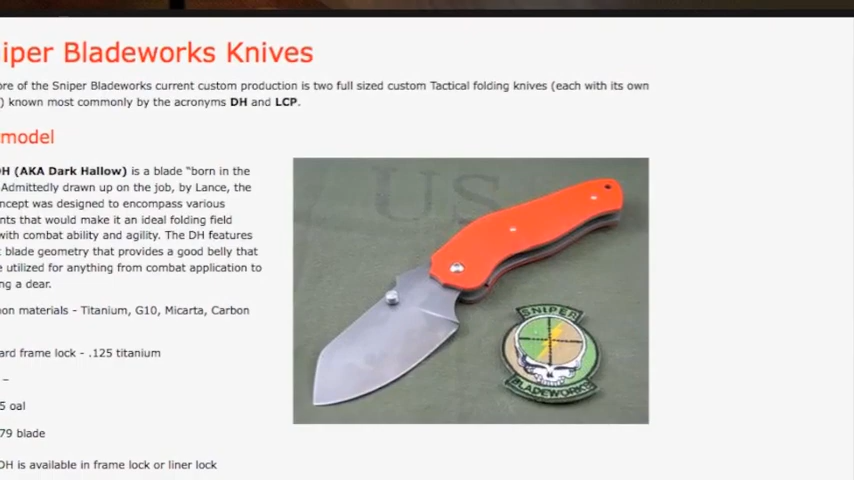 iper Bladeworks Knives
ore of the Sniper Bladeworks current custom production is two full sized custom Tactical folding knives (each with its own
) known most commonly by the acronyms DH and LCP.
model
DH (AKA Dark Hallow) is a blade “born in the
Admittedly drawn up on the job, by Lance, the
ncept was designed to encompass various
nts that would make it an ideal folding field
with combat ability and agility. The DH features
t blade geometry that provides a good belly that
e utilized for anything from combat application to
ng a dear.
on materials - Titanium, G10, Micarta, Carbon
ard frame lock - .125 titanium
–
5 oal
79 blade
DH is available in frame lock or liner lock
US
SNIPER
BLADEWORKS